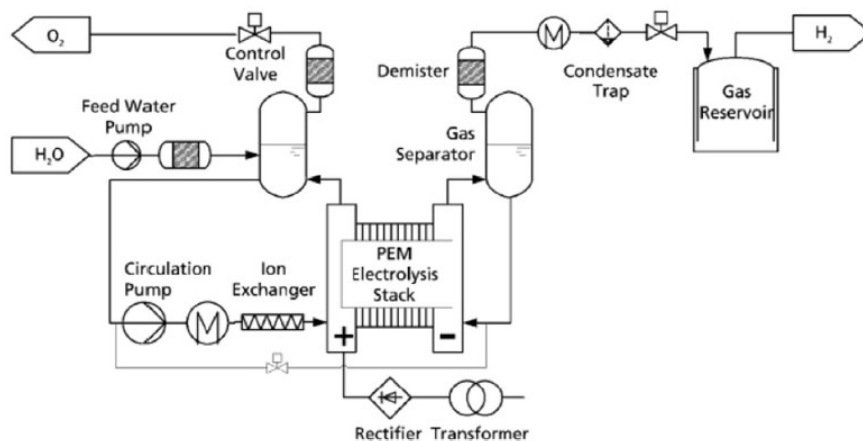 O₂
Control
Valve
Demister
Condensate
Trap
H₂
Gas
Reservoir
Feed Water
Pump
H₂O
Gas
Separator
Circulation
Pump
Ion
Exchanger
PEM
Electrolysis
Stack
+
−
Rectifier
Transformer